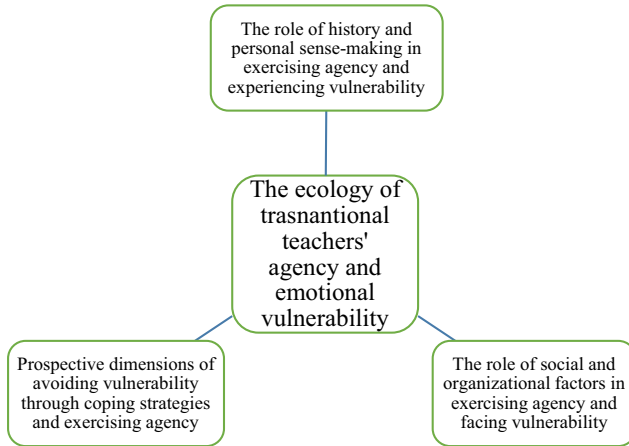 The role of history and
personal sense-making in
exercising agency and
experiencing vulnerability
The ecology of
trasnantional
teachers'
agency and
emotional
vulnerability
Prospective dimensions of
avoiding vulnerability
through coping strategies
and exercising agency
The role of social and
organizational factors in
exercising agency and
facing vulnerability